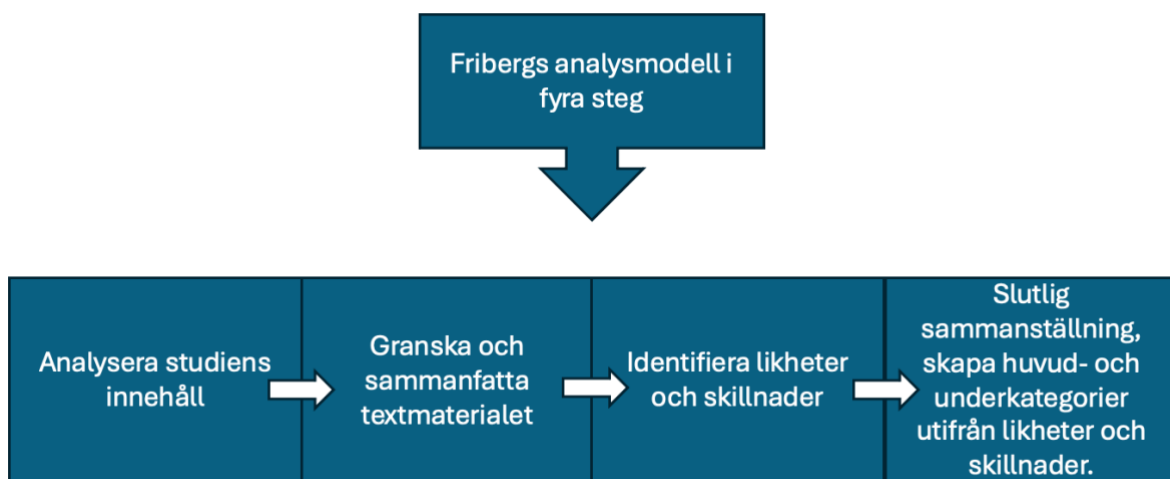 Fribergs analysmodell i
fyra steg
Analysera studiens
innehåll
Granska och
sammanfatta
textmaterialet
Identifiera likheter
och skillnader
Slutlig
sammanställning,
skapa huvud- och
underkategorier
utifrån likheter och
skillnader.